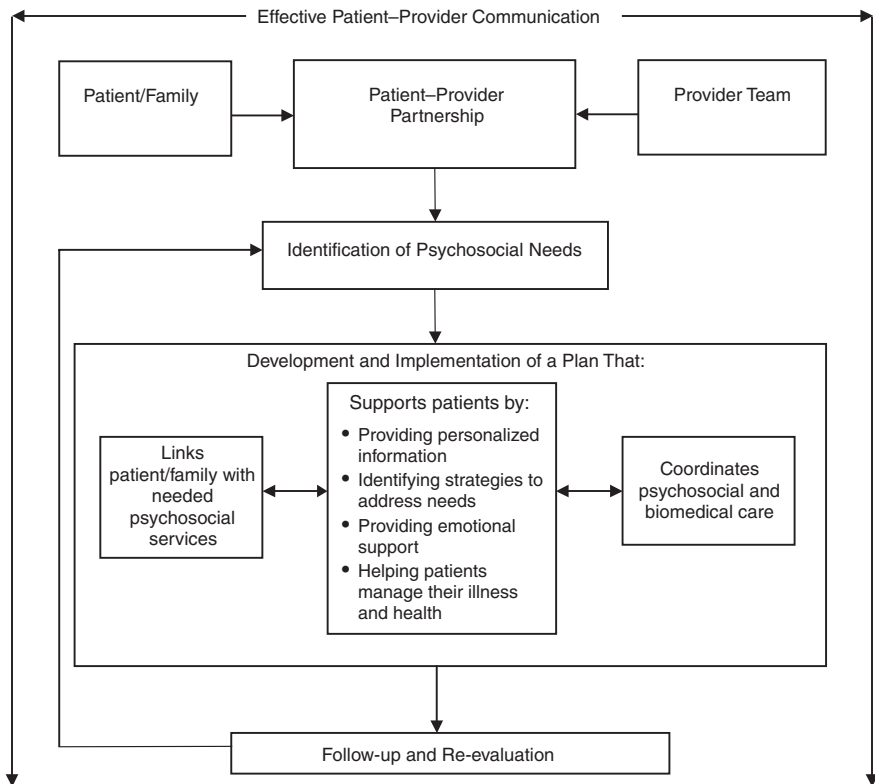 Effective Patient–Provider Communication
Patient/Family
Patient–Provider
Partnership
Provider Team
Identification of Psychosocial Needs
Development and Implementation of a Plan That:
Links
patient/family with
needed
psychosocial
services
Supports patients by:
• Providing personalized
information
• Identifying strategies to
address needs
• Providing emotional
support
• Helping patients
manage their illness
and health
Coordinates
psychosocial and
biomedical care
Follow-up and Re-evaluation